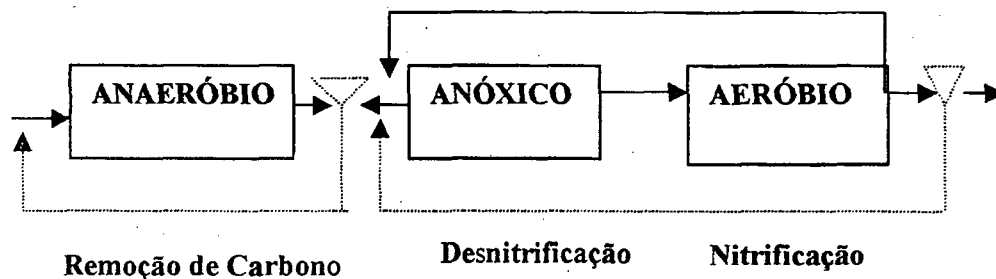 ANAERÓBIO
ANÓXICO
AERÓBIO
Remoção de Carbono
Desnitrificação
Nitrificação